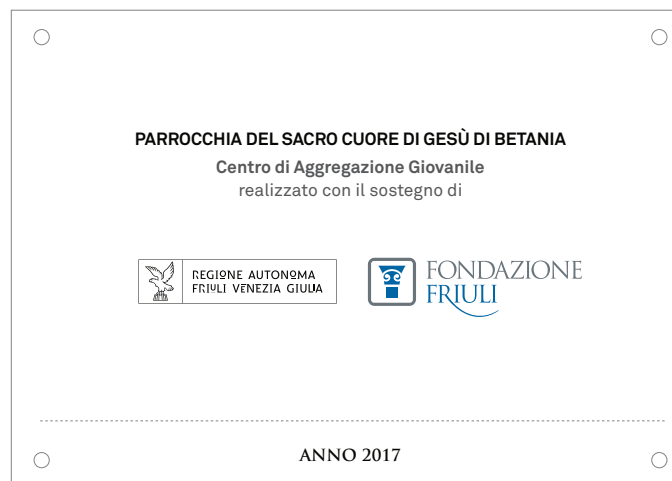 PARROCCHIA DEL SACRO CUORE DI GESÙ DI BETANIA
Centro di Aggregazione Giovanile
realizzato con il sostegno di
REGIONE AUTONOMA
FRIULI VENEZIA GIULIA
FONDAZIONE
FRIULI
ANNO 2017